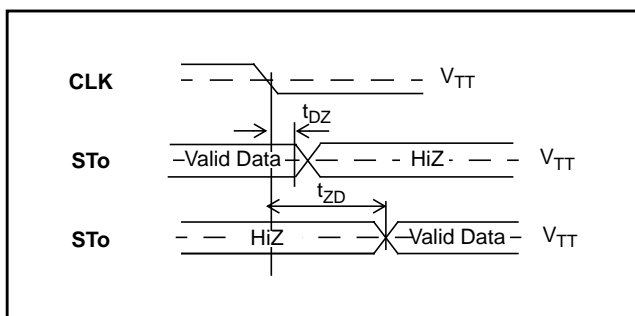 CLK V_TT
t_DZ
STo Valid Data HiZ V_TT
t_ZD
STo HiZ Valid Data V_TT